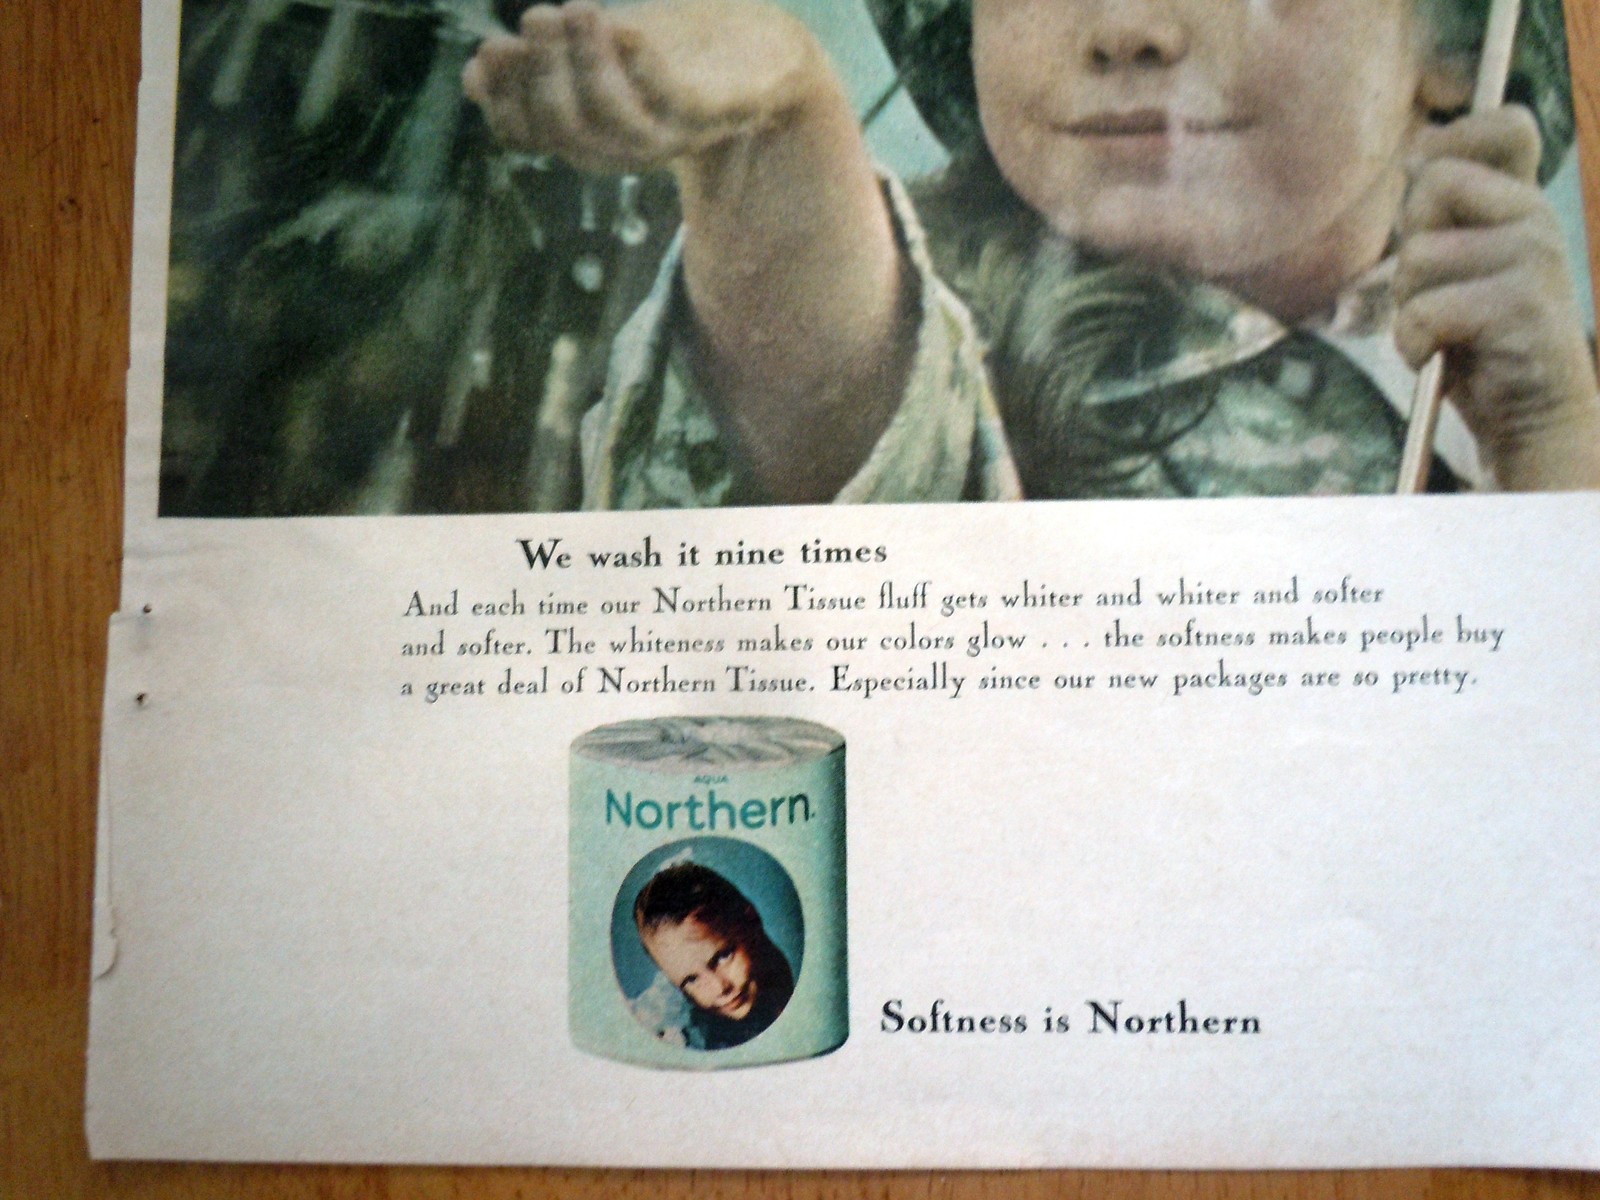 We wash it nine times
And each time our Northern Tissue fluff gets whiter and whiter and softer
and softer. The whiteness makes our colors glow . . . the softness makes people buy
a great deal of Northern Tissue. Especially since our new packages are so pretty.
AQUA
Northern.
Softness is Northern